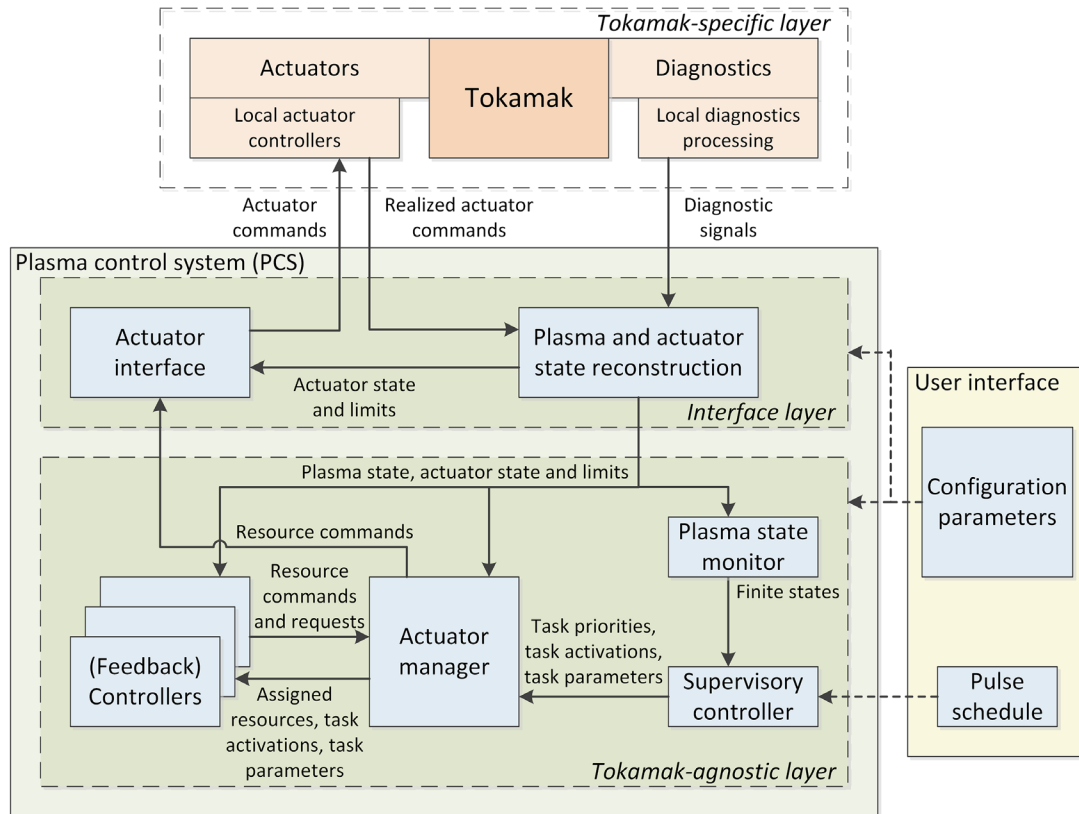 Tokamak-specific layer
Actuators
Tokamak
Diagnostics
Local actuator
controllers
Local diagnostics
processing
Actuator
commands
Realized actuator
commands
Diagnostic
signals
Plasma control system (PCS)
Actuator
interface
Plasma and actuator
state reconstruction
Actuator state
and limits
Interface layer
User interface
Configuration
parameters
Plasma state, actuator state and limits
Resource commands
Plasma state
monitor
Resource
commands
and requests
Finite states
Actuator
manager
Task priorities,
task activations,
task parameters
(Feedback)
Controllers
Assigned
resources, task
activations, task
parameters
Supervisory
controller
Pulse
schedule
Tokamak-agnostic layer